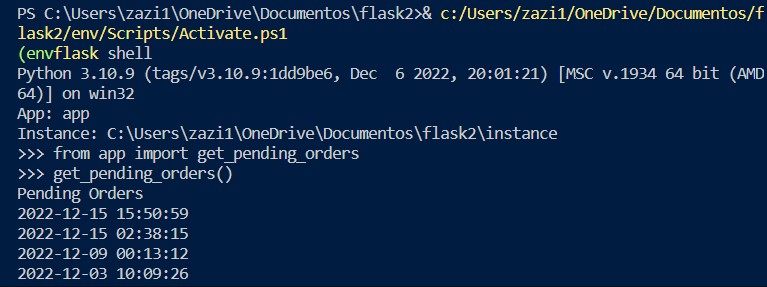 PS C:\Users\zazi1\OneDrive\Documentos\flask2>& c:/Users/zazi1/OneDrive/Documentos/f
lask2/env/Scripts/Activate.ps1
(envflask shell
Python 3.10.9 (tags/v3.10.9:1dd9be6, Dec  6 2022, 20:01:21) [MSC v.1934 64 bit (AMD
64)] on win32
App: app
Instance: C:\Users\zazi1\OneDrive\Documentos\flask2\instance
>>> from app import get_pending_orders
>>> get_pending_orders()
Pending Orders
2022-12-15 15:50:59
2022-12-15 02:38:15
2022-12-09 00:13:12
2022-12-03 10:09:26